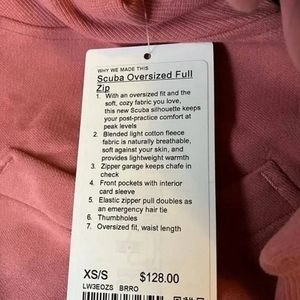 WHY WE MADE THIS
Scuba Oversized Full
Zip
1. With an oversized fit and the
soft, cozy fabric you love,
this new Scuba silhouette keeps
your post-practice comfort at
peak levels
2. Blended light cotton fleece
fabric is naturally breathable,
soft against your skin, and
provides lightweight warmth
3. Zipper garage keeps chafe in
check
4. Front pockets with interior
card sleeve
5. Elastic zipper pull doubles as
an emergency hair tie
6. Thumbholes
7. Oversized fit, waist length
XS/S $128.00
LW3EOZS BRRO